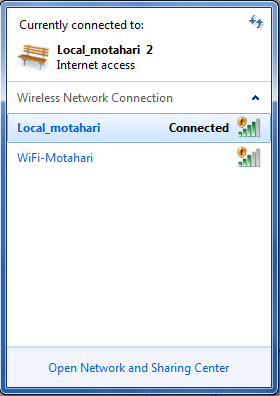 Currently connected to:
Local_motahari 2
Internet access
Wireless Network Connection
Local_motahari Connected
WiFi-Motahari
Open Network and Sharing Center